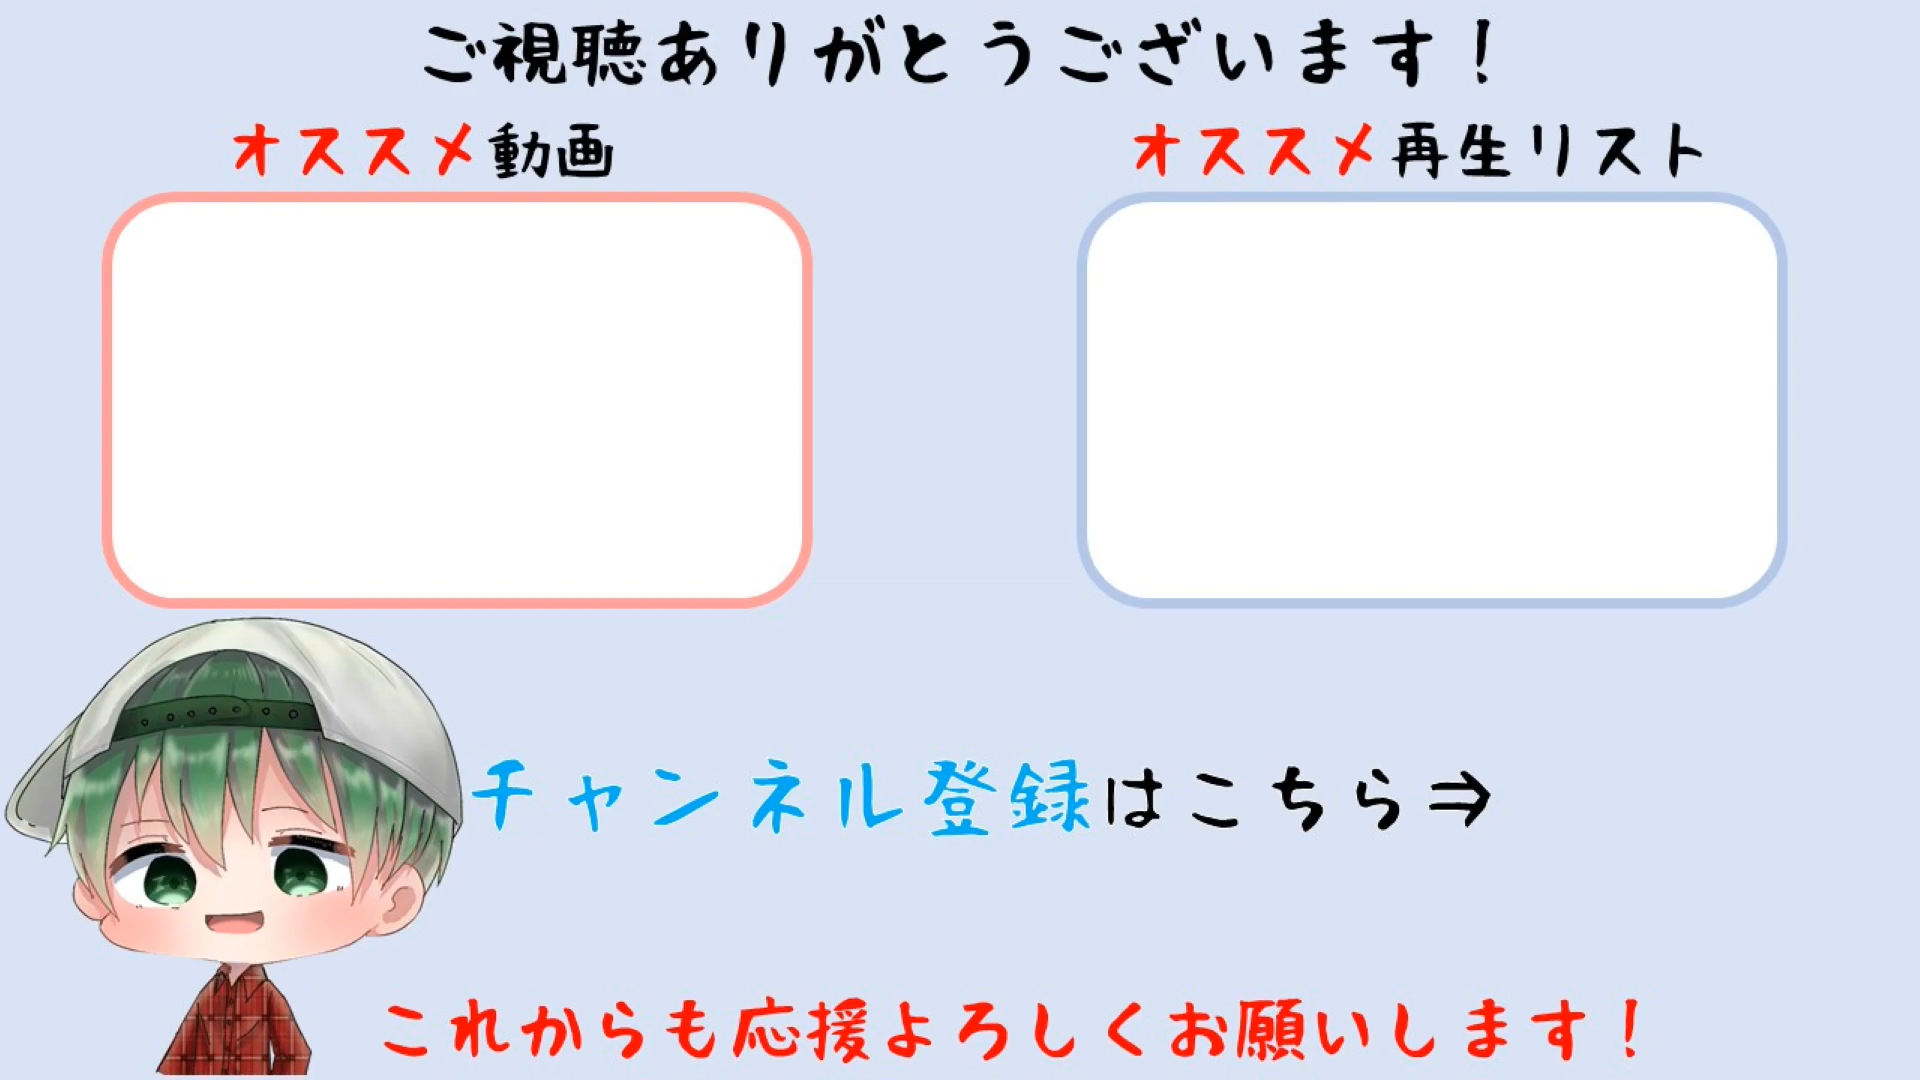 ご視聴ありがとうございます！
オススメ動画
オススメ再生リスト
チャンネル登録はこちら⇒
これからも応援よろしくお願いします！